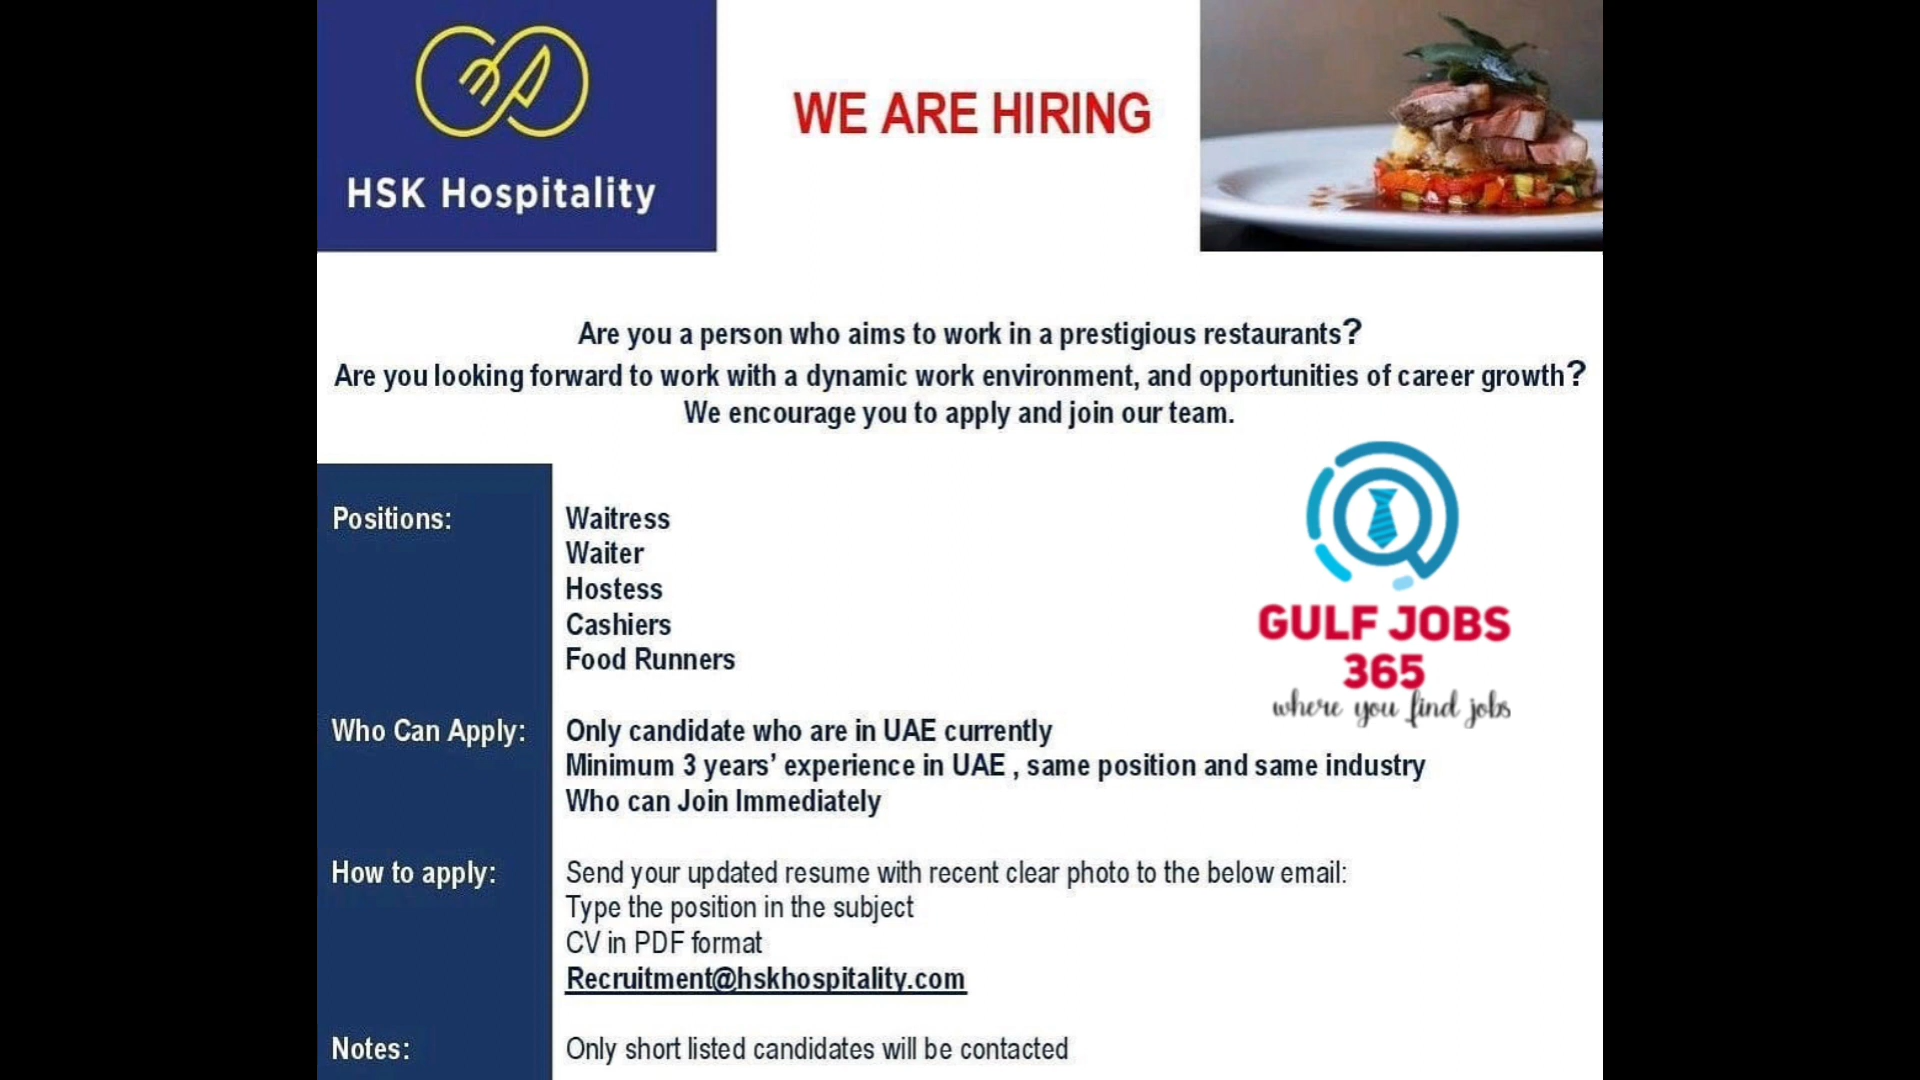 HSK Hospitality
WE ARE HIRING
Are you a person who aims to work in a prestigious restaurants?
Are you looking forward to work with a dynamic work environment, and opportunities of career growth?
We encourage you to apply and join our team.
GULF JOBS
365
where you find jobs
Positions:
Waitress
Waiter
Hostess
Cashiers
Food Runners
Who Can Apply:
Only candidate who are in UAE currently
Minimum 3 years’ experience in UAE , same position and same industry
Who can Join Immediately
How to apply:
Send your updated resume with recent clear photo to the below email:
Type the position in the subject
CV in PDF format
Recruitment@hskhospitality.com
Notes:
Only short listed candidates will be contacted